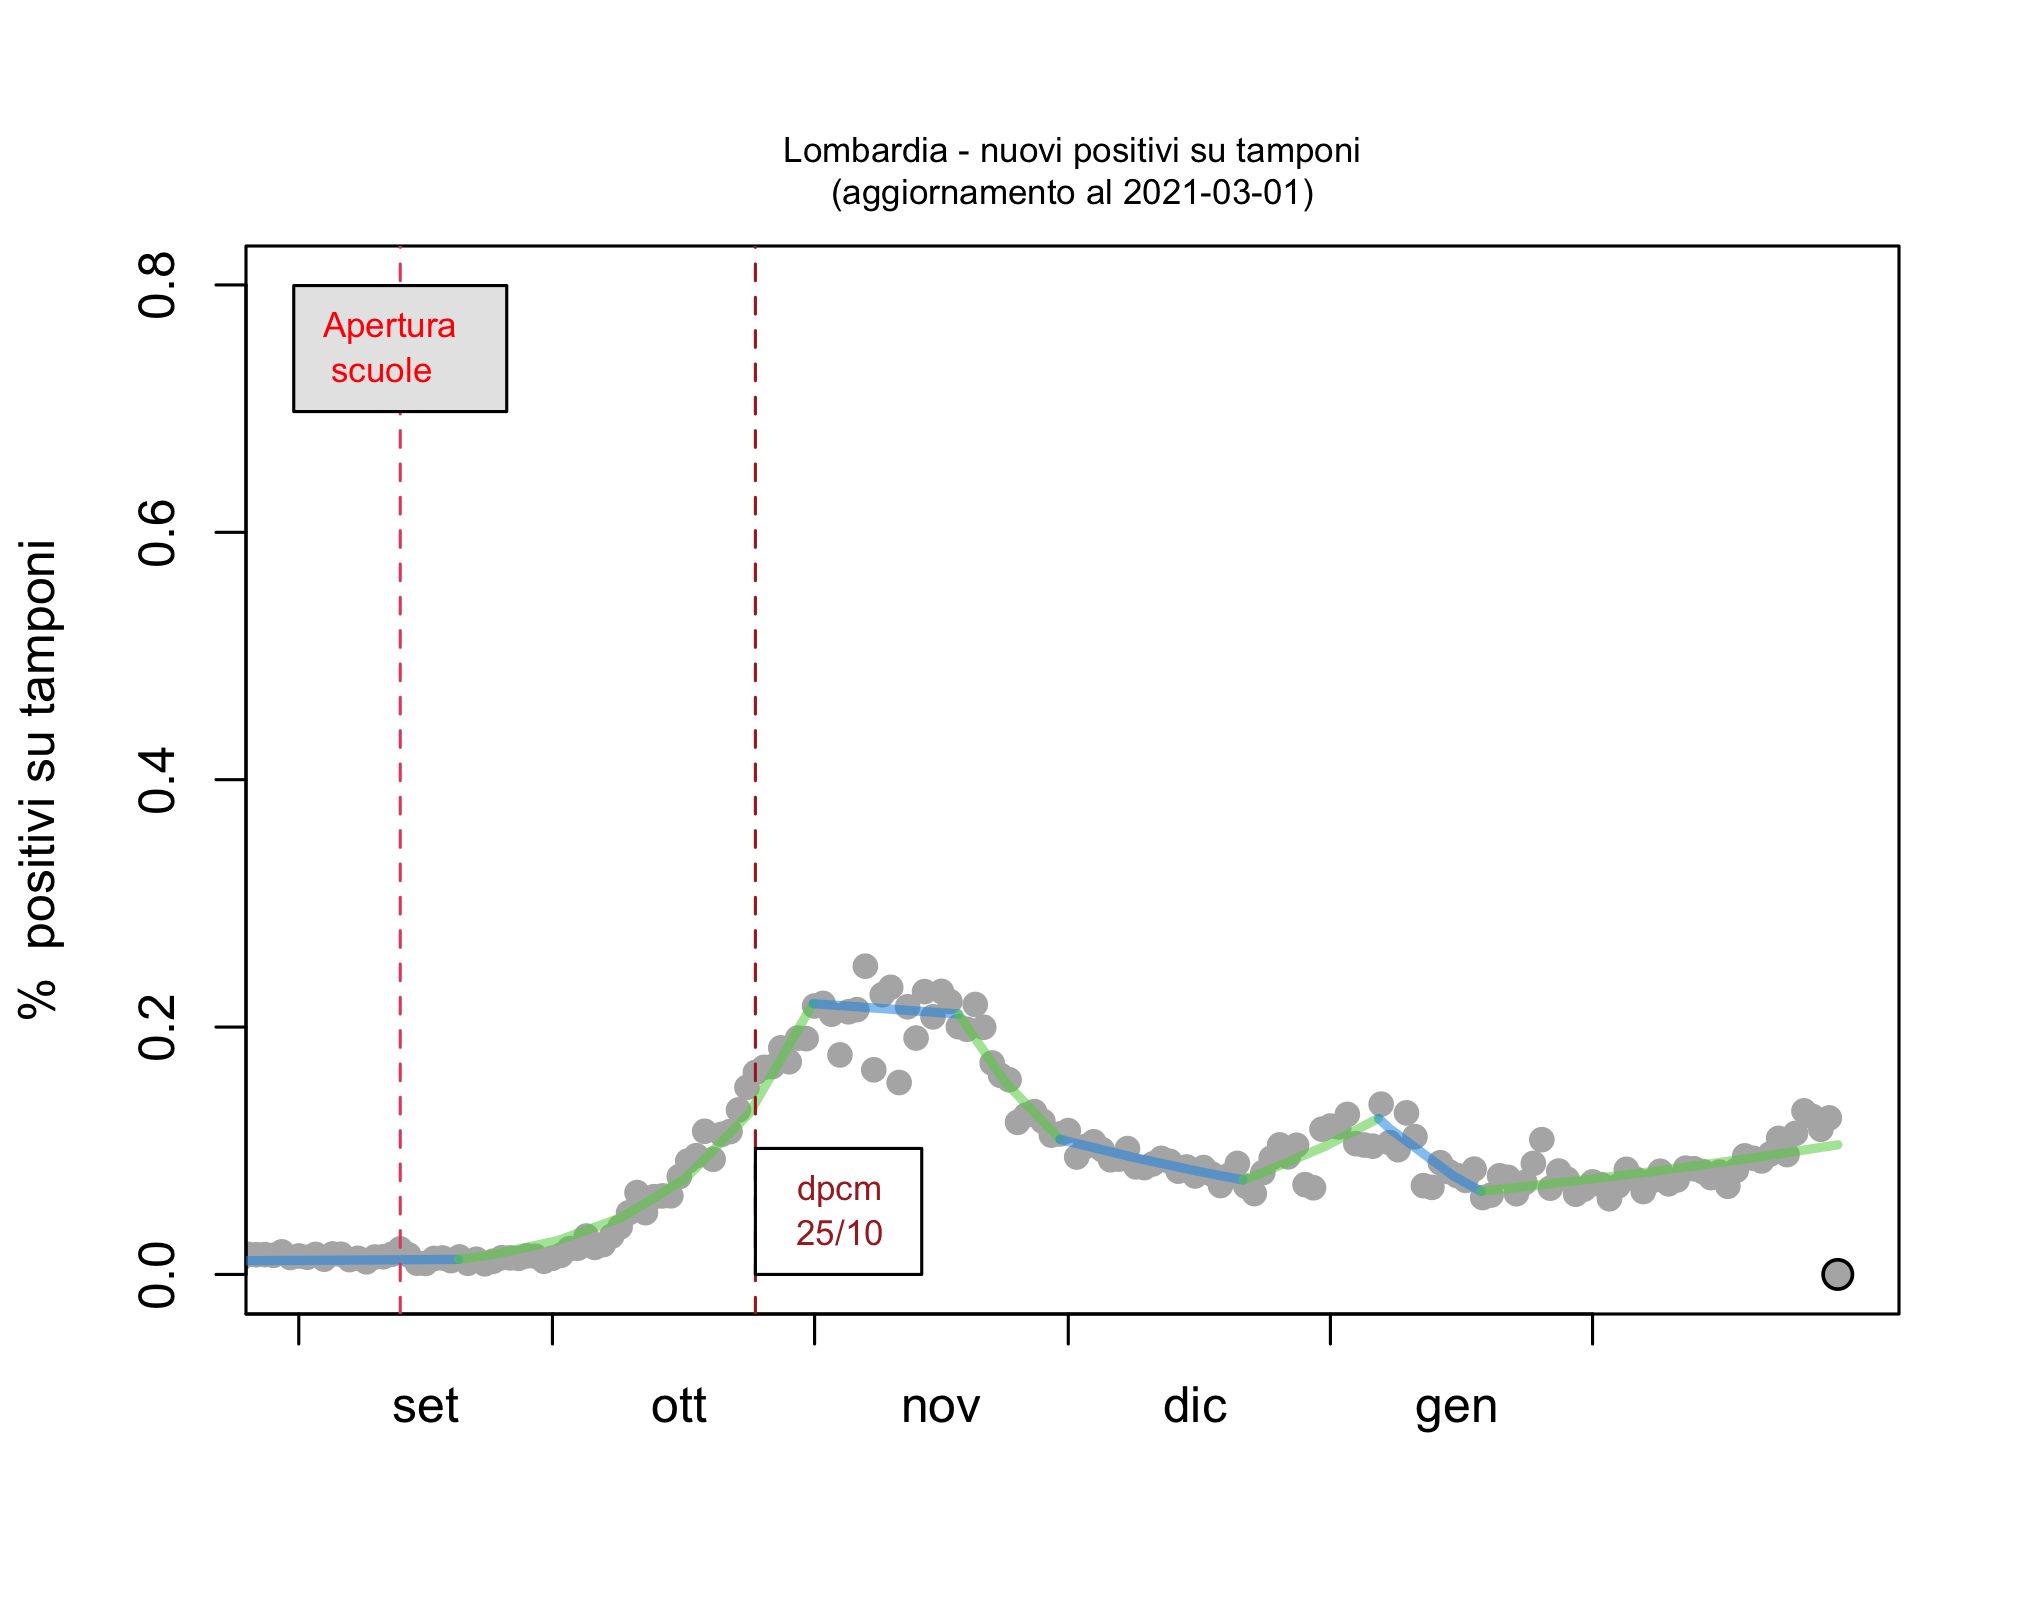 Lombardia - nuovi positivi su tamponi
(aggiornamento al 2021-03-01)
Apertura
scuole
dpcm
25/10
% positivi su tamponi
0.8
0.6
0.4
0.2
0.0
set ott nov dic gen